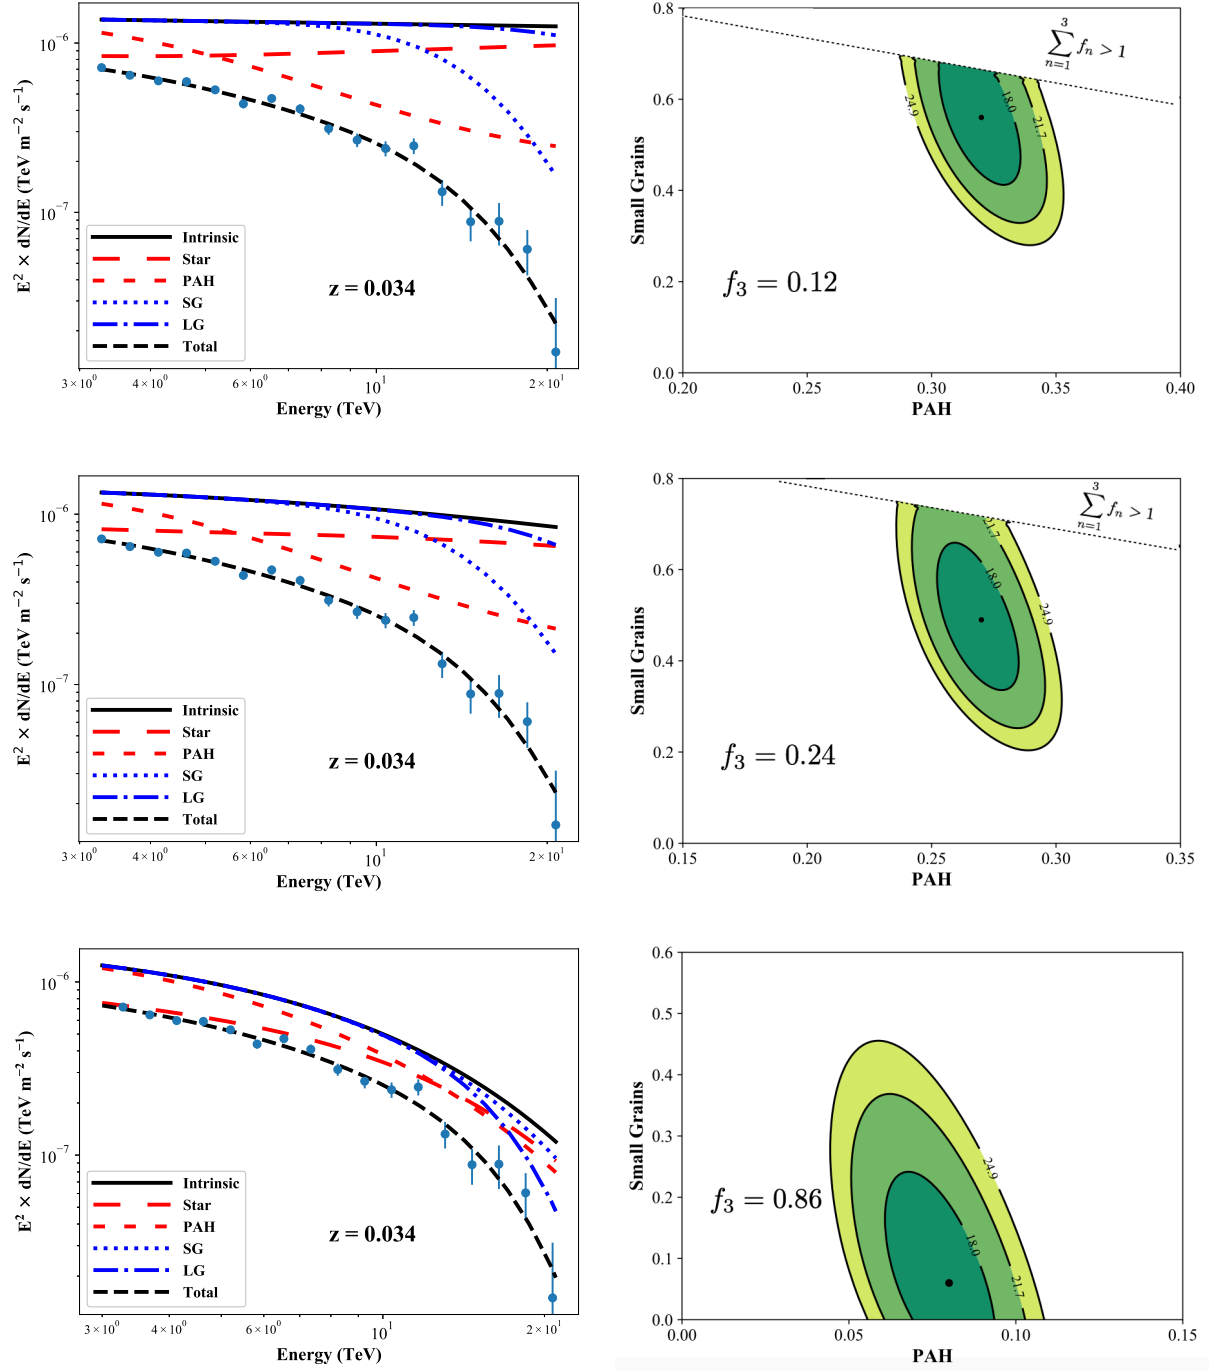 10⁻⁶
10⁻⁷
E² × dN/dE (TeV m⁻² s⁻¹)
Intrinsic
Star
PAH
SG
LG
Total
z = 0.034
3 × 10⁰
4 × 10⁰
6 × 10⁰
10¹
2 × 10¹
Energy (TeV)
0.8
0.6
0.4
0.2
0.0
Small Grains
∑ₙ₌₁³ fₙ > 1
24.9
18.0
21.7
f₃ = 0.12
0.20
0.25
0.30
0.35
0.40
PAH
10⁻⁶
10⁻⁷
E² × dN/dE (TeV m⁻² s⁻¹)
Intrinsic
Star
PAH
SG
LG
Total
z = 0.034
3 × 10⁰
4 × 10⁰
6 × 10⁰
10¹
2 × 10¹
Energy (TeV)
0.8
0.6
0.4
0.2
0.0
Small Grains
∑ₙ₌₁³ fₙ > 1
21.7
18.0
24.9
f₃ = 0.24
0.15
0.20
0.25
0.30
0.35
PAH
10⁻⁶
10⁻⁷
E² × dN/dE (TeV m⁻² s⁻¹)
Intrinsic
Star
PAH
SG
LG
Total
z = 0.034
3 × 10⁰
4 × 10⁰
6 × 10⁰
10¹
2 × 10¹
Energy (TeV)
0.6
0.5
0.4
0.3
0.2
0.1
0.0
Small Grains
24.9
18.0
21.7
f₃ = 0.86
0.00
0.05
0.10
0.15
PAH